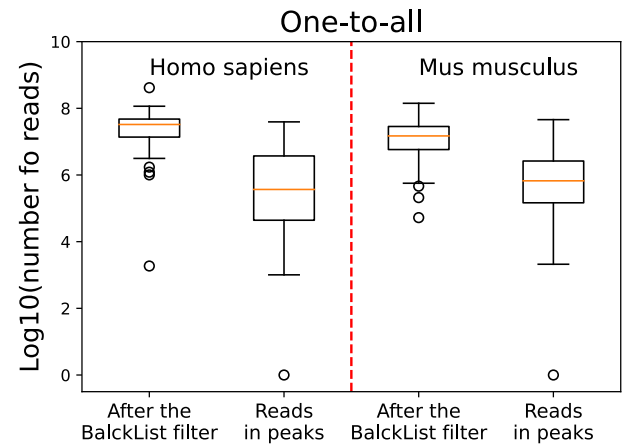 One-to-all
Log10(number fo reads)
10
8
6
4
2
0
Homo sapiens
Mus musculus
After the
BalckList filter
Reads
in peaks
After the
BalckList filter
Reads
in peaks